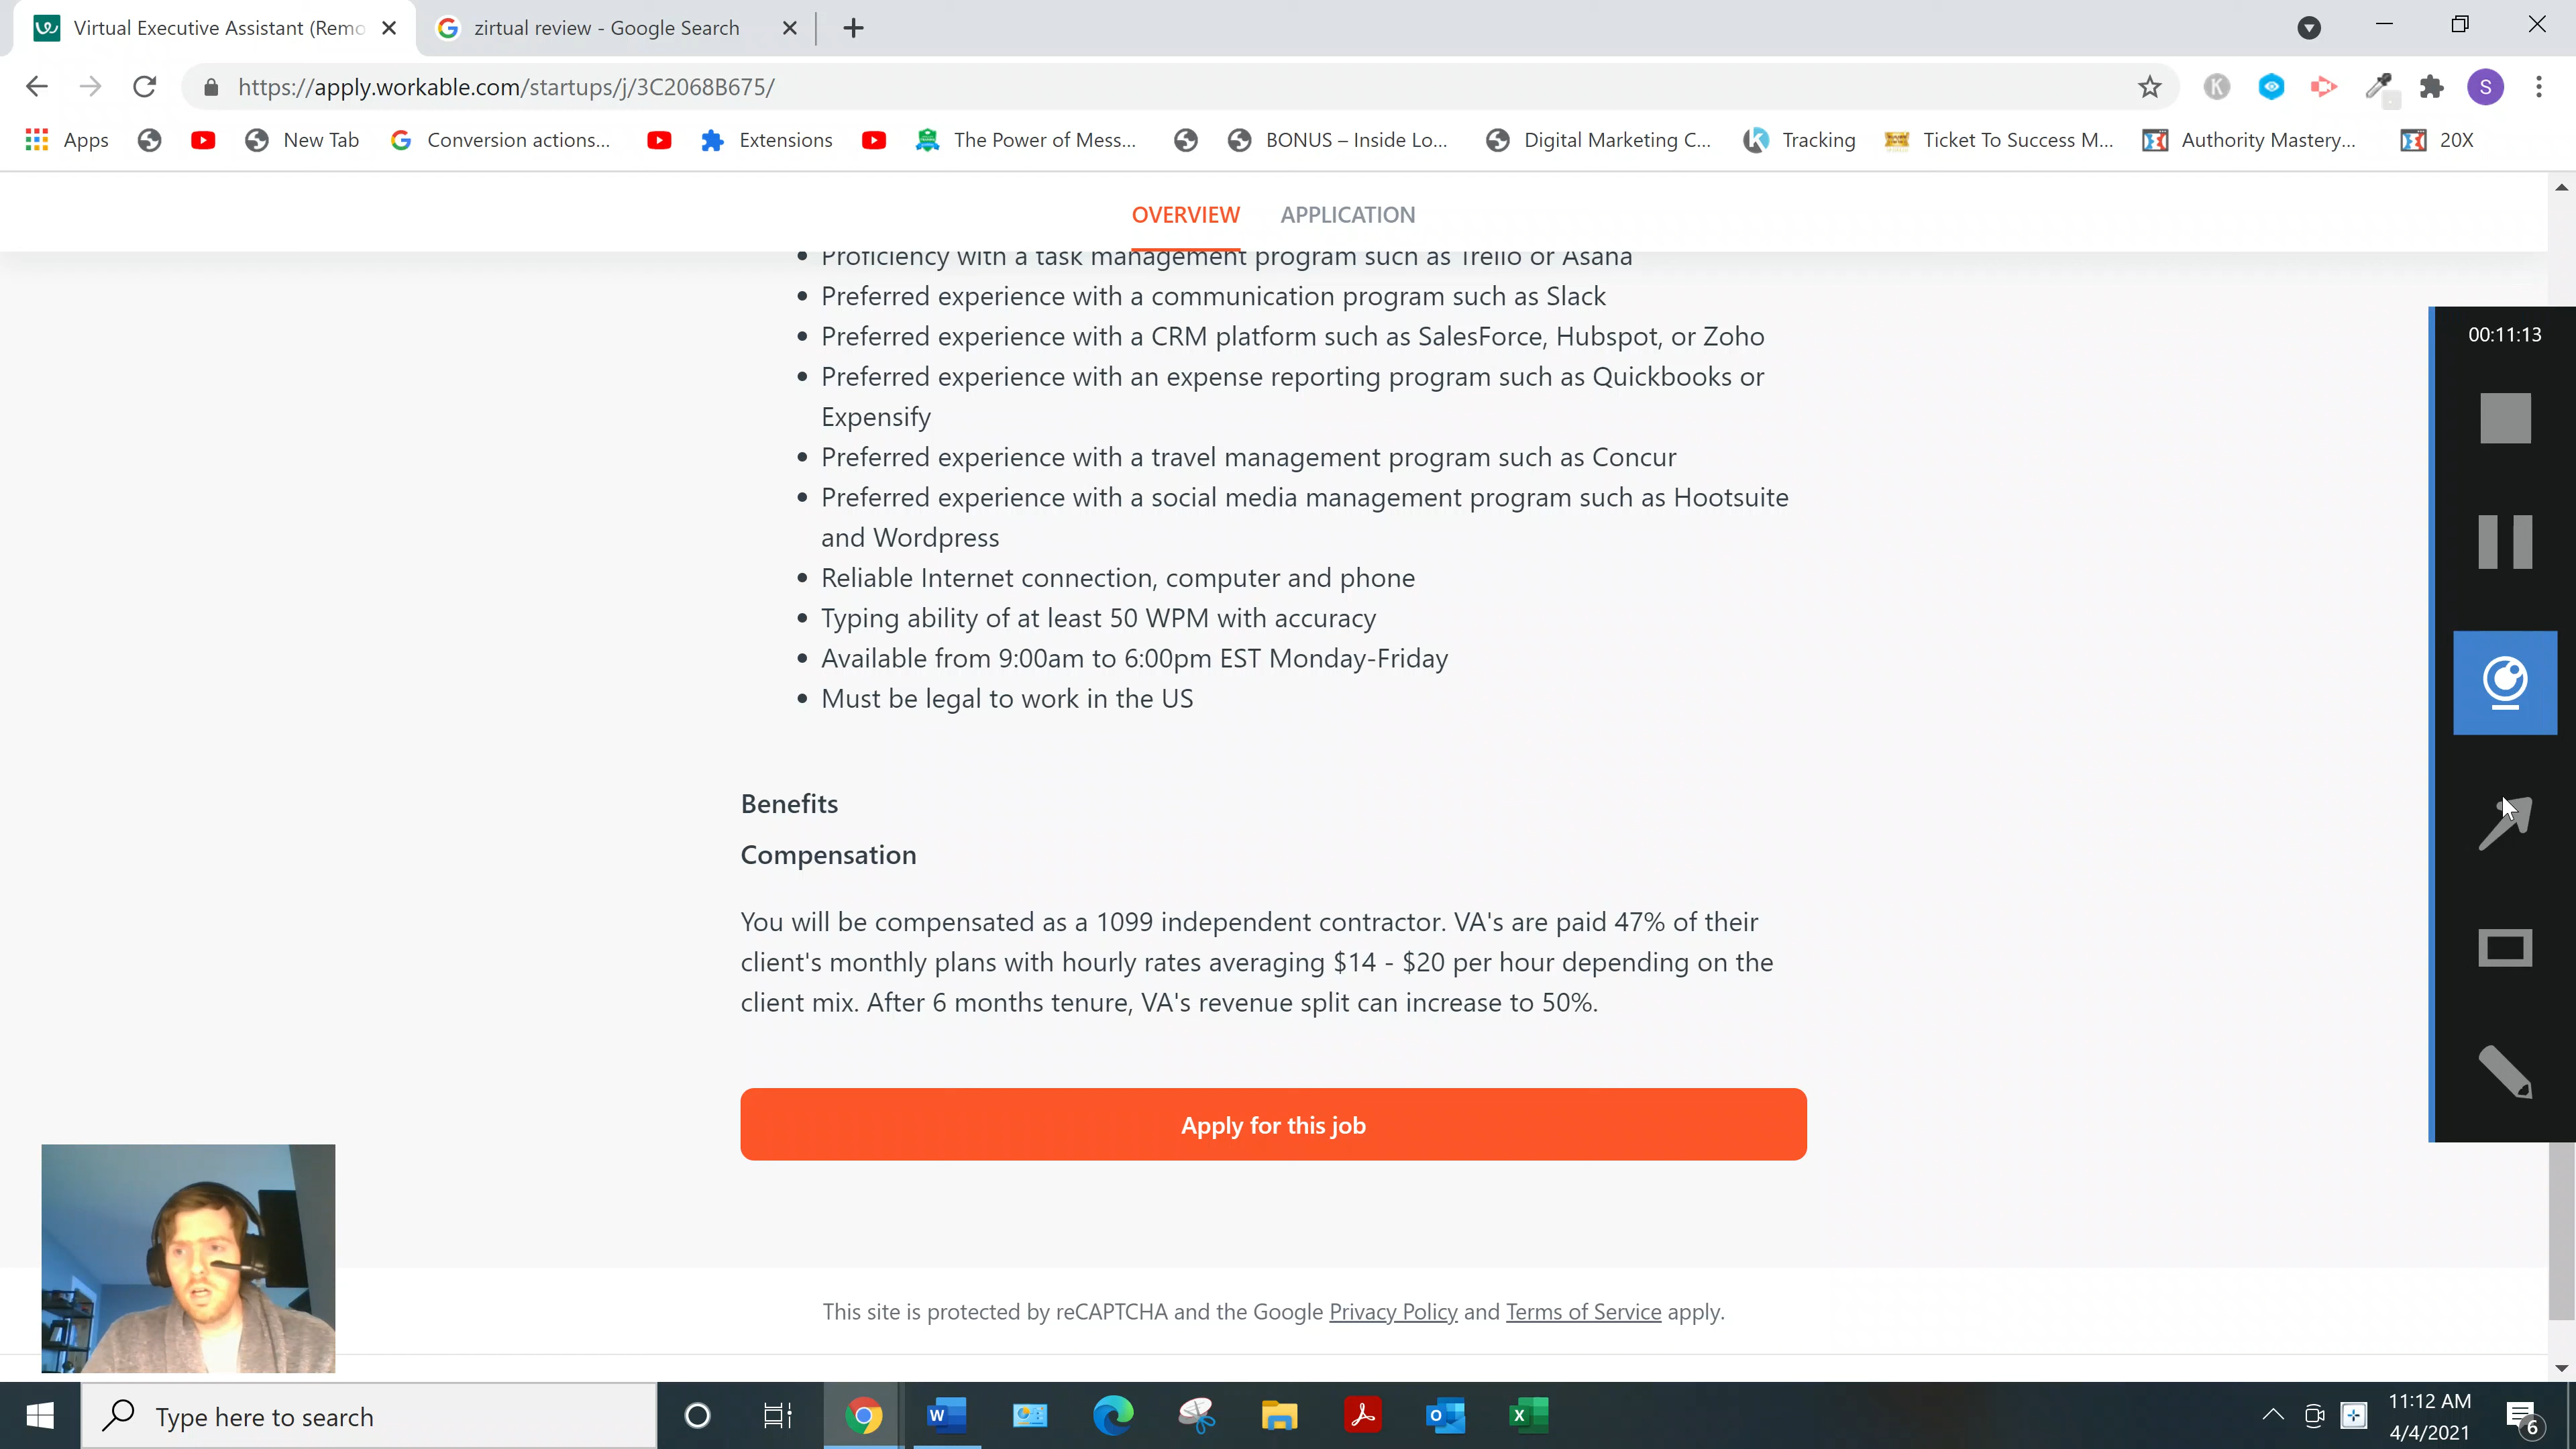 Virtual Executive Assistant (Remo
zirtual review - Google Search
https://apply.workable.com/startups/j/3C2068B675/
S
Apps
New Tab
Conversion actions...
Extensions
The Power of Mess...
BONUS – Inside Lo...
Digital Marketing C...
Tracking
Ticket To Success M...
Authority Mastery...
20X
OVERVIEW APPLICATION
• Proficiency with a task management program such as Trello or Asana
• Preferred experience with a communication program such as Slack
• Preferred experience with a CRM platform such as SalesForce, Hubspot, or Zoho
• Preferred experience with an expense reporting program such as Quickbooks or
Expensify
• Preferred experience with a travel management program such as Concur
• Preferred experience with a social media management program such as Hootsuite
and Wordpress
• Reliable Internet connection, computer and phone
• Typing ability of at least 50 WPM with accuracy
• Available from 9:00am to 6:00pm EST Monday-Friday
• Must be legal to work in the US
00:11:13
Benefits
Compensation
You will be compensated as a 1099 independent contractor. VA's are paid 47% of their
client's monthly plans with hourly rates averaging $14 - $20 per hour depending on the
client mix. After 6 months tenure, VA's revenue split can increase to 50%.
Apply for this job
This site is protected by reCAPTCHA and the Google Privacy Policy and Terms of Service apply.
Type here to search
11:12 AM
4/4/2021
6